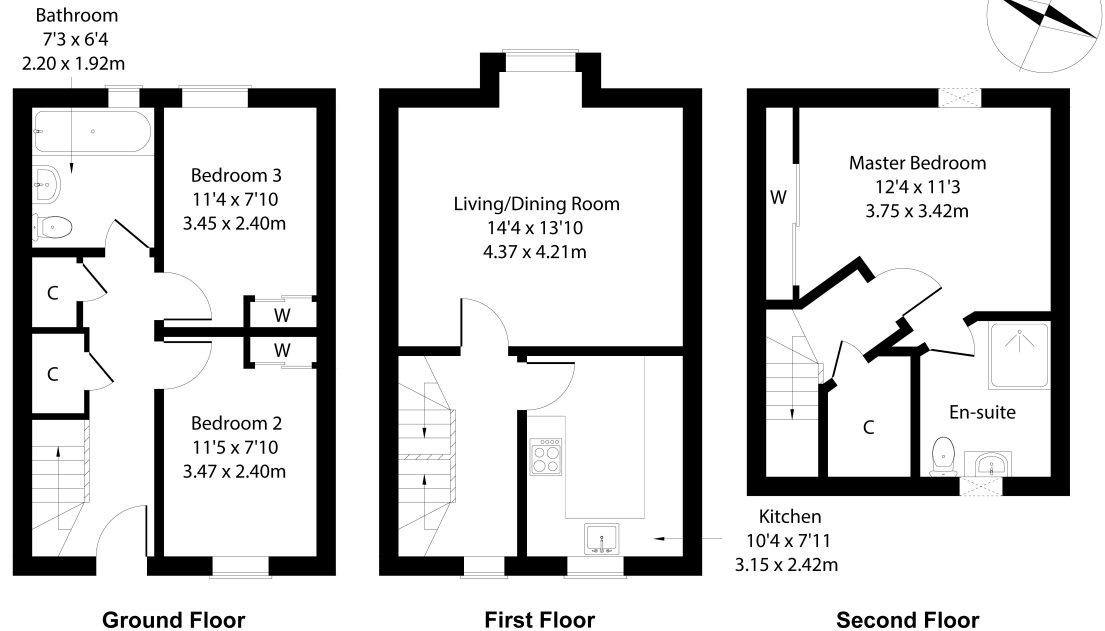 Bathroom
7'3 x 6'4
2.20 x 1.92m
Bedroom 3
11'4 x 7'10
3.45 x 2.40m
C
W
W
C
Bedroom 2
11'5 x 7'10
3.47 x 2.40m
Ground Floor
Living/Dining Room
14'4 x 13'10
4.37 x 4.21m
Kitchen
10'4 x 7'11
3.15 x 2.42m
First Floor
Master Bedroom
12'4 x 11'3
3.75 x 3.42m
W
C
En-suite
Second Floor